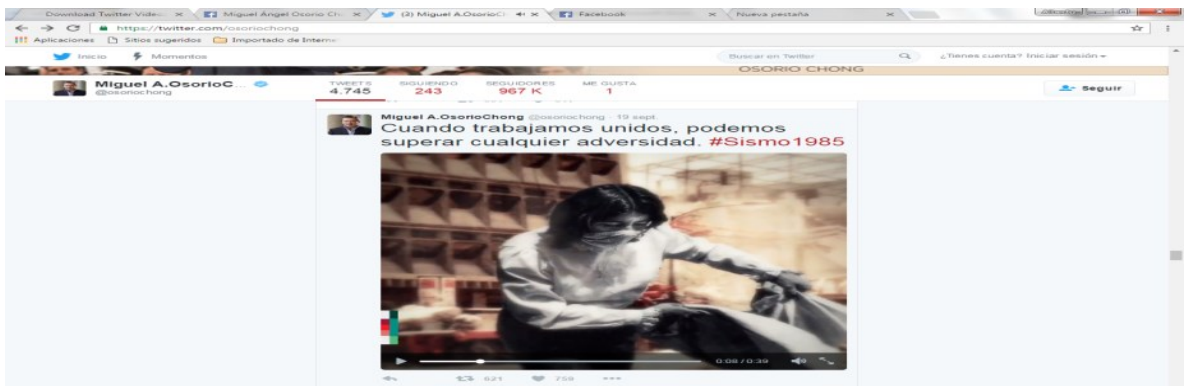 Download Twitter Video
Miguel Ángel Osorio Ch
(2) Miguel A.OsorioC
Facebook
Nueva pestaña
https://twitter.com/osoriochong
Aplicaciones
Sitios sugeridos
Importado de Interne
Inicio
Momentos
Buscar en Twitter
¿Tienes cuenta? Iniciar sesión
OSORIO CHONG
Miguel A.OsorioC...
@osoriochong
TWEETS
4.745
SIGUIENDO
243
SEGUIDORES
967 K
ME GUSTA
1
Seguir
Miguel A.OsorioChong @osoriochong · 19 sept.
Cuando trabajamos unidos, podemos
superar cualquier adversidad. #Sismo1985
0:08 / 0:39
621
759